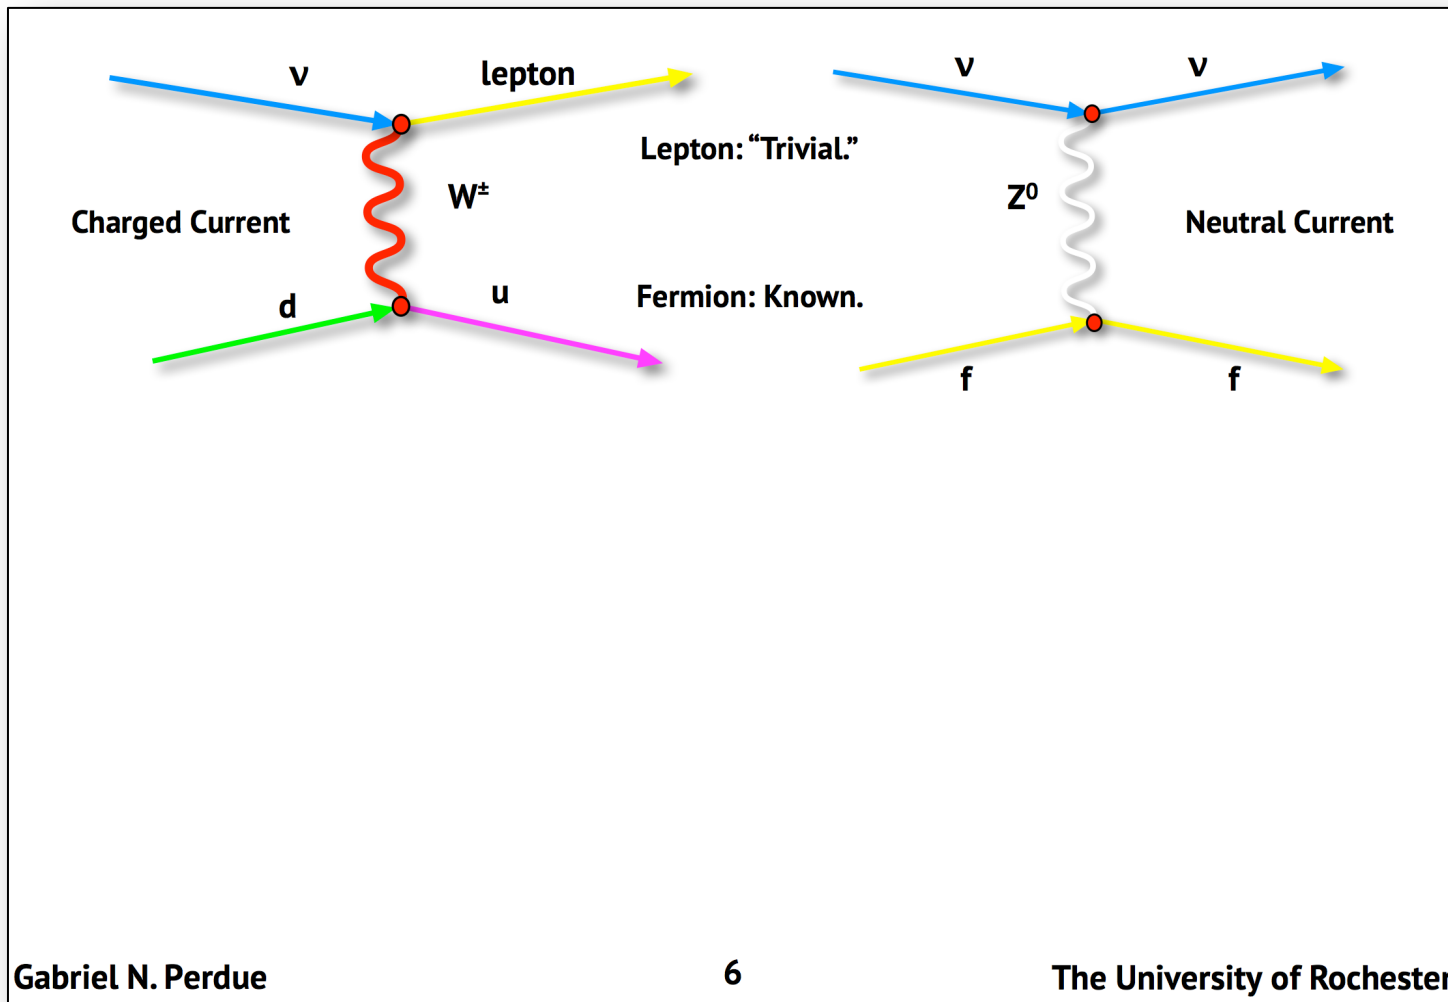 ν
lepton
ν
ν
Lepton: “Trivial.”
W±
Z⁰
Charged Current
Neutral Current
d
u
Fermion: Known.
f
f
Gabriel N. Perdue
6
The University of Rochester